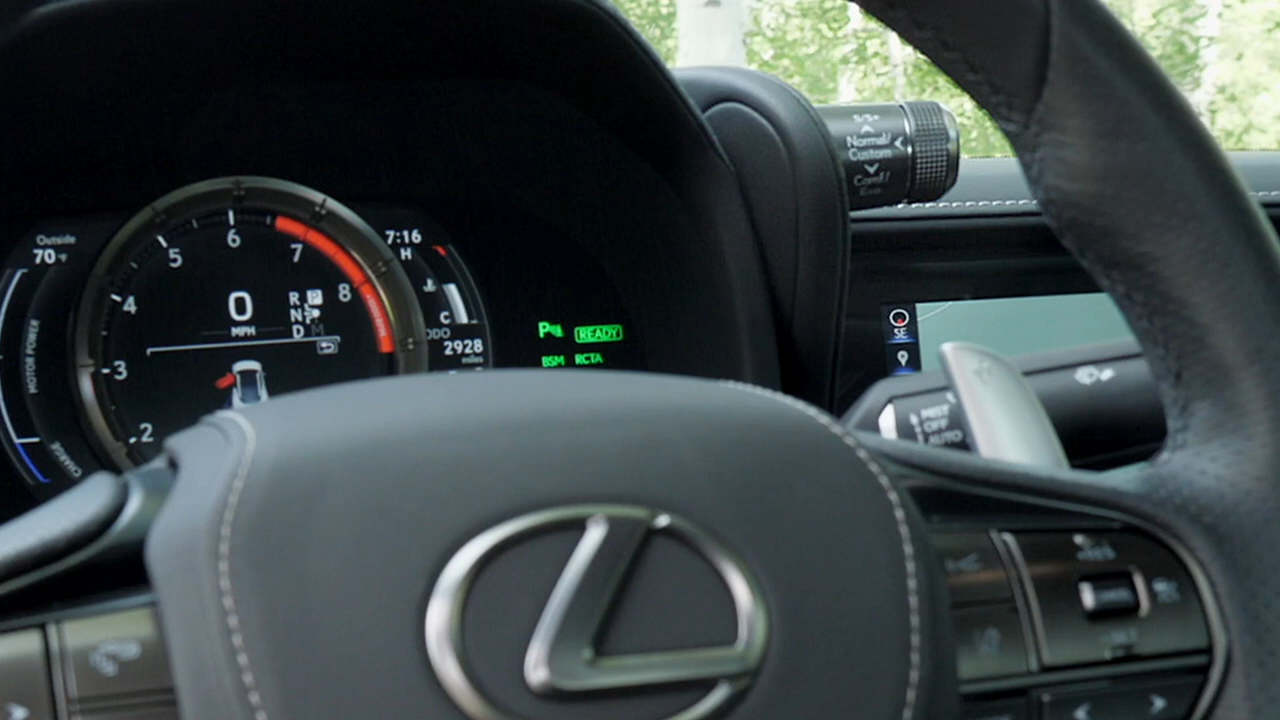 Outside
70°F
MOTOR POWER
CHARGE
2
3
4
5
6
7
8
0
MPH
R P
N
D M
7:16
H
C
ODO
2928
miles
P
READY
BSM RCTA
S/S+
Normal/
Custom
Comf/
Eco
SE
MIST
OFF
AUTO